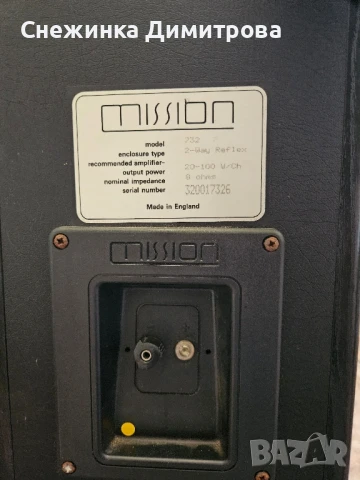 Снежинка Димитрова
mission
model 732
enclosure type 2-Way Reflex
recommended amplifier-
output power 20-100 W/Ch
nominal impedance 8 ohms
serial number 320017326
Made in England
mission
BAZAR